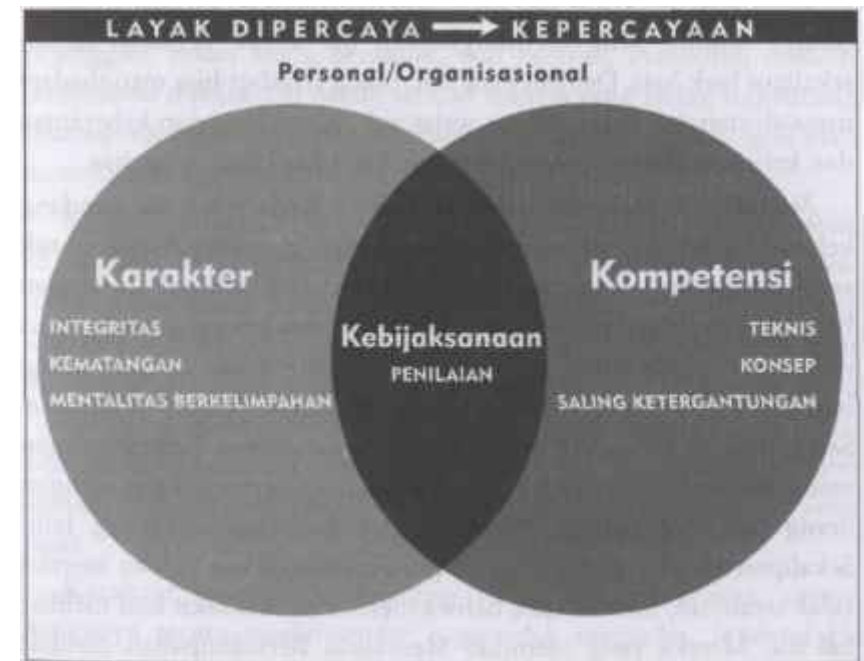 LAYAK DIPERCAYA → KEPERCAYAAN
Personal/Organisasional
Karakter
INTEGRITAS
KEMATANGAN
MENTALITAS BERKELIMPAHAN
Kebijaksanaan
PENILAIAN
Kompetensi
TEKNIS
KONSEP
SALING KETERGANTUNGAN